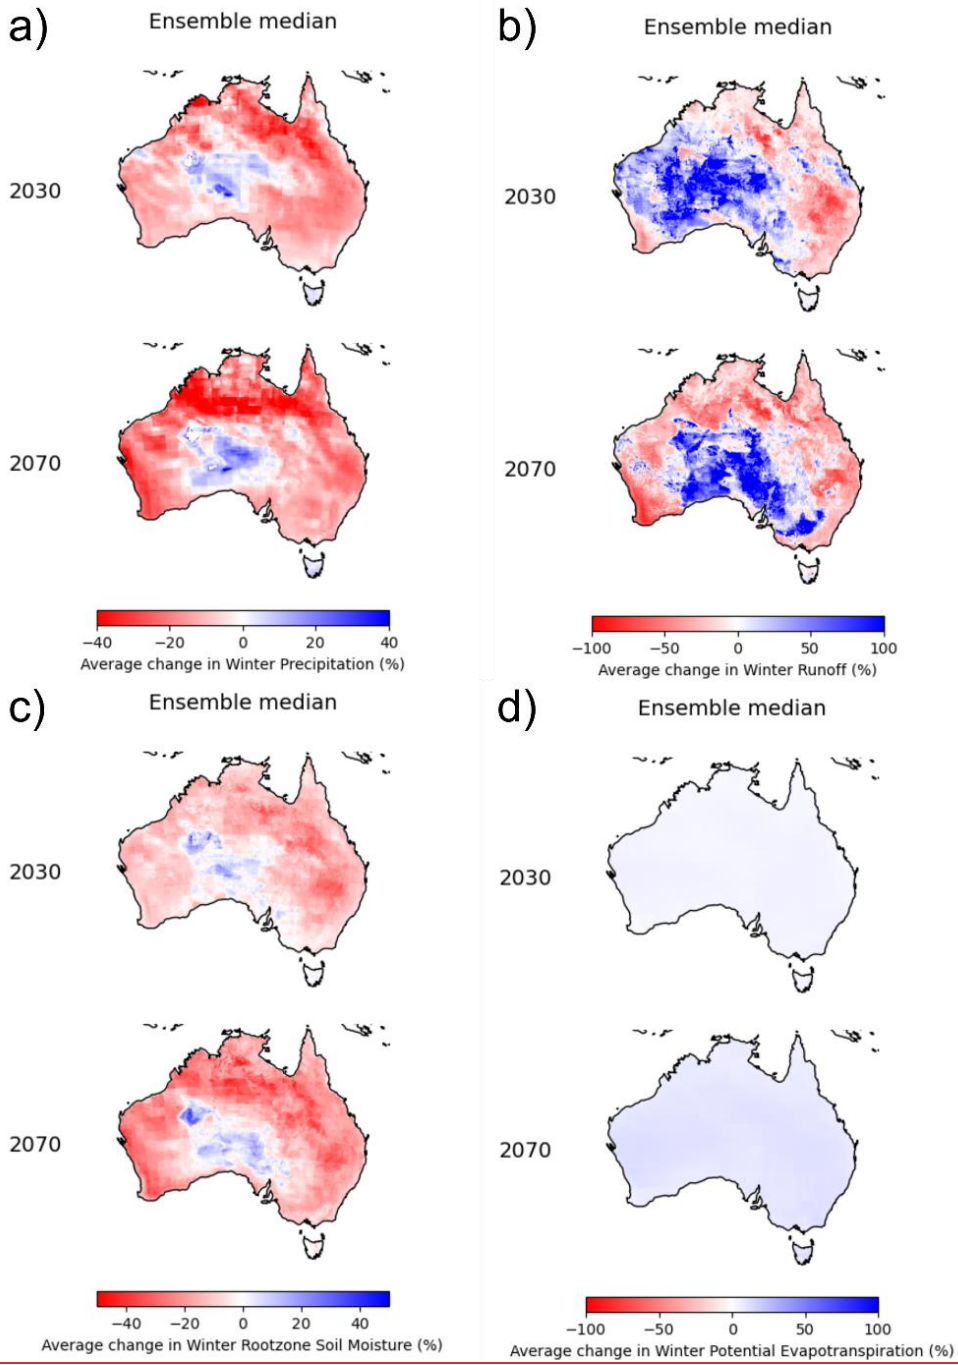 a)
Ensemble median
2030
2070
−40 −20 0 20 40
Average change in Winter Precipitation (%)
b)
Ensemble median
2030
2070
−100 −50 0 50 100
Average change in Winter Runoff (%)
c)
Ensemble median
2030
2070
−40 −20 0 20 40
Average change in Winter Rootzone Soil Moisture (%)
d)
Ensemble median
2030
2070
−100 −50 0 50 100
Average change in Winter Potential Evapotranspiration (%)